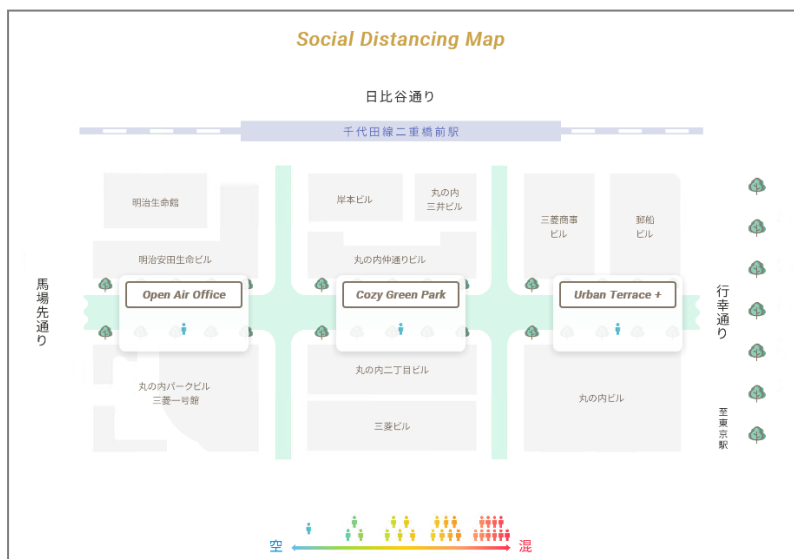 Social Distancing Map
日比谷通り
千代田線二重橋前駅
明治生命館
岸本ビル
丸の内
三井ビル
三菱商事
ビル
郵船
ビル
明治安田生命ビル
丸の内仲通りビル
馬場先通り
Open Air Office
Cozy Green Park
Urban Terrace +
行幸通り
丸の内パークビル
三菱一号館
丸の内二丁目ビル
丸の内ビル
三菱ビル
至東京駅
空
混